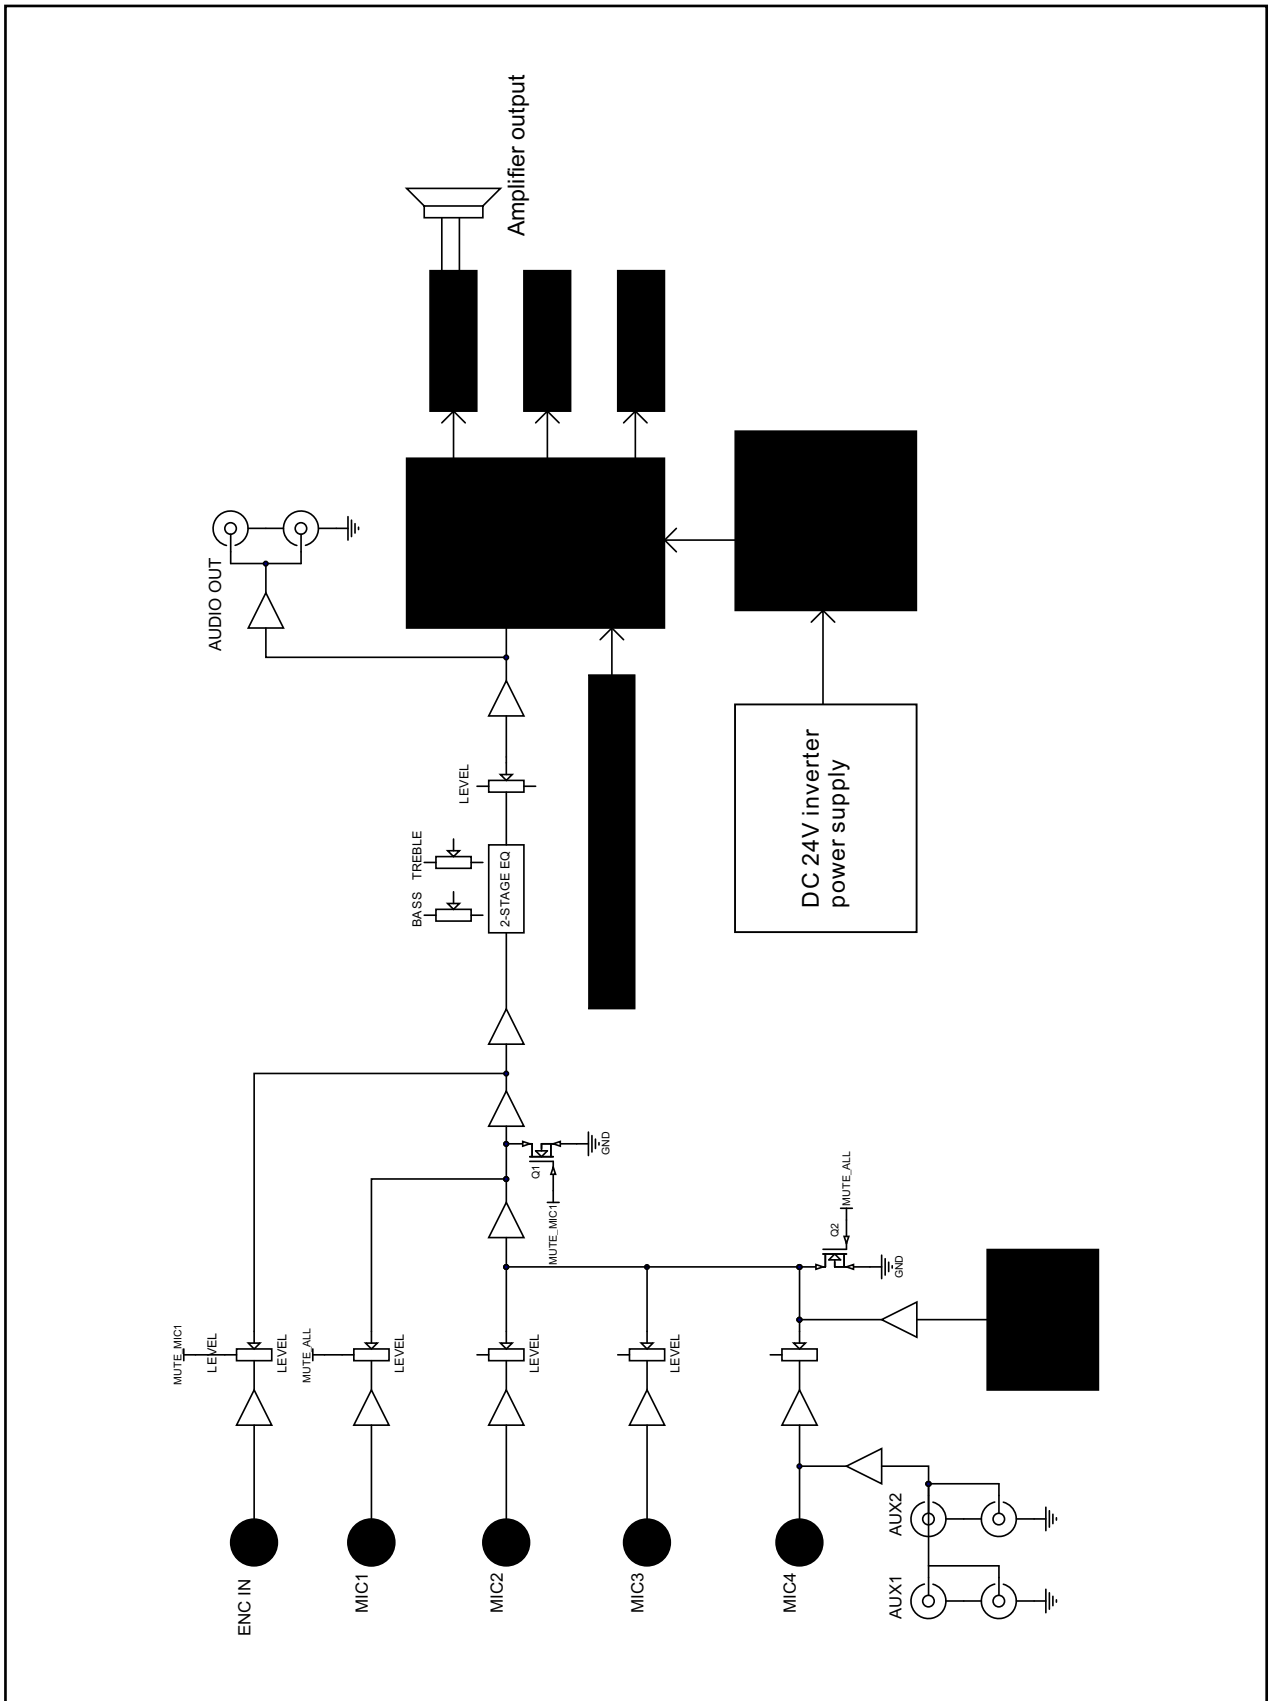 ENC IN
MIC1
MIC2
MIC3
MIC4
AUX1
AUX2
MUTE_MIC1
LEVEL
LEVEL
MUTE_ALL
LEVEL
LEVEL
LEVEL
Q1
MUTE_MIC1
GND
Q2
MUTE_ALL
GND
BASS
TREBLE
2-STAGE EQ
LEVEL
AUDIO OUT
DC 24V inverter
power supply
Amplifier output